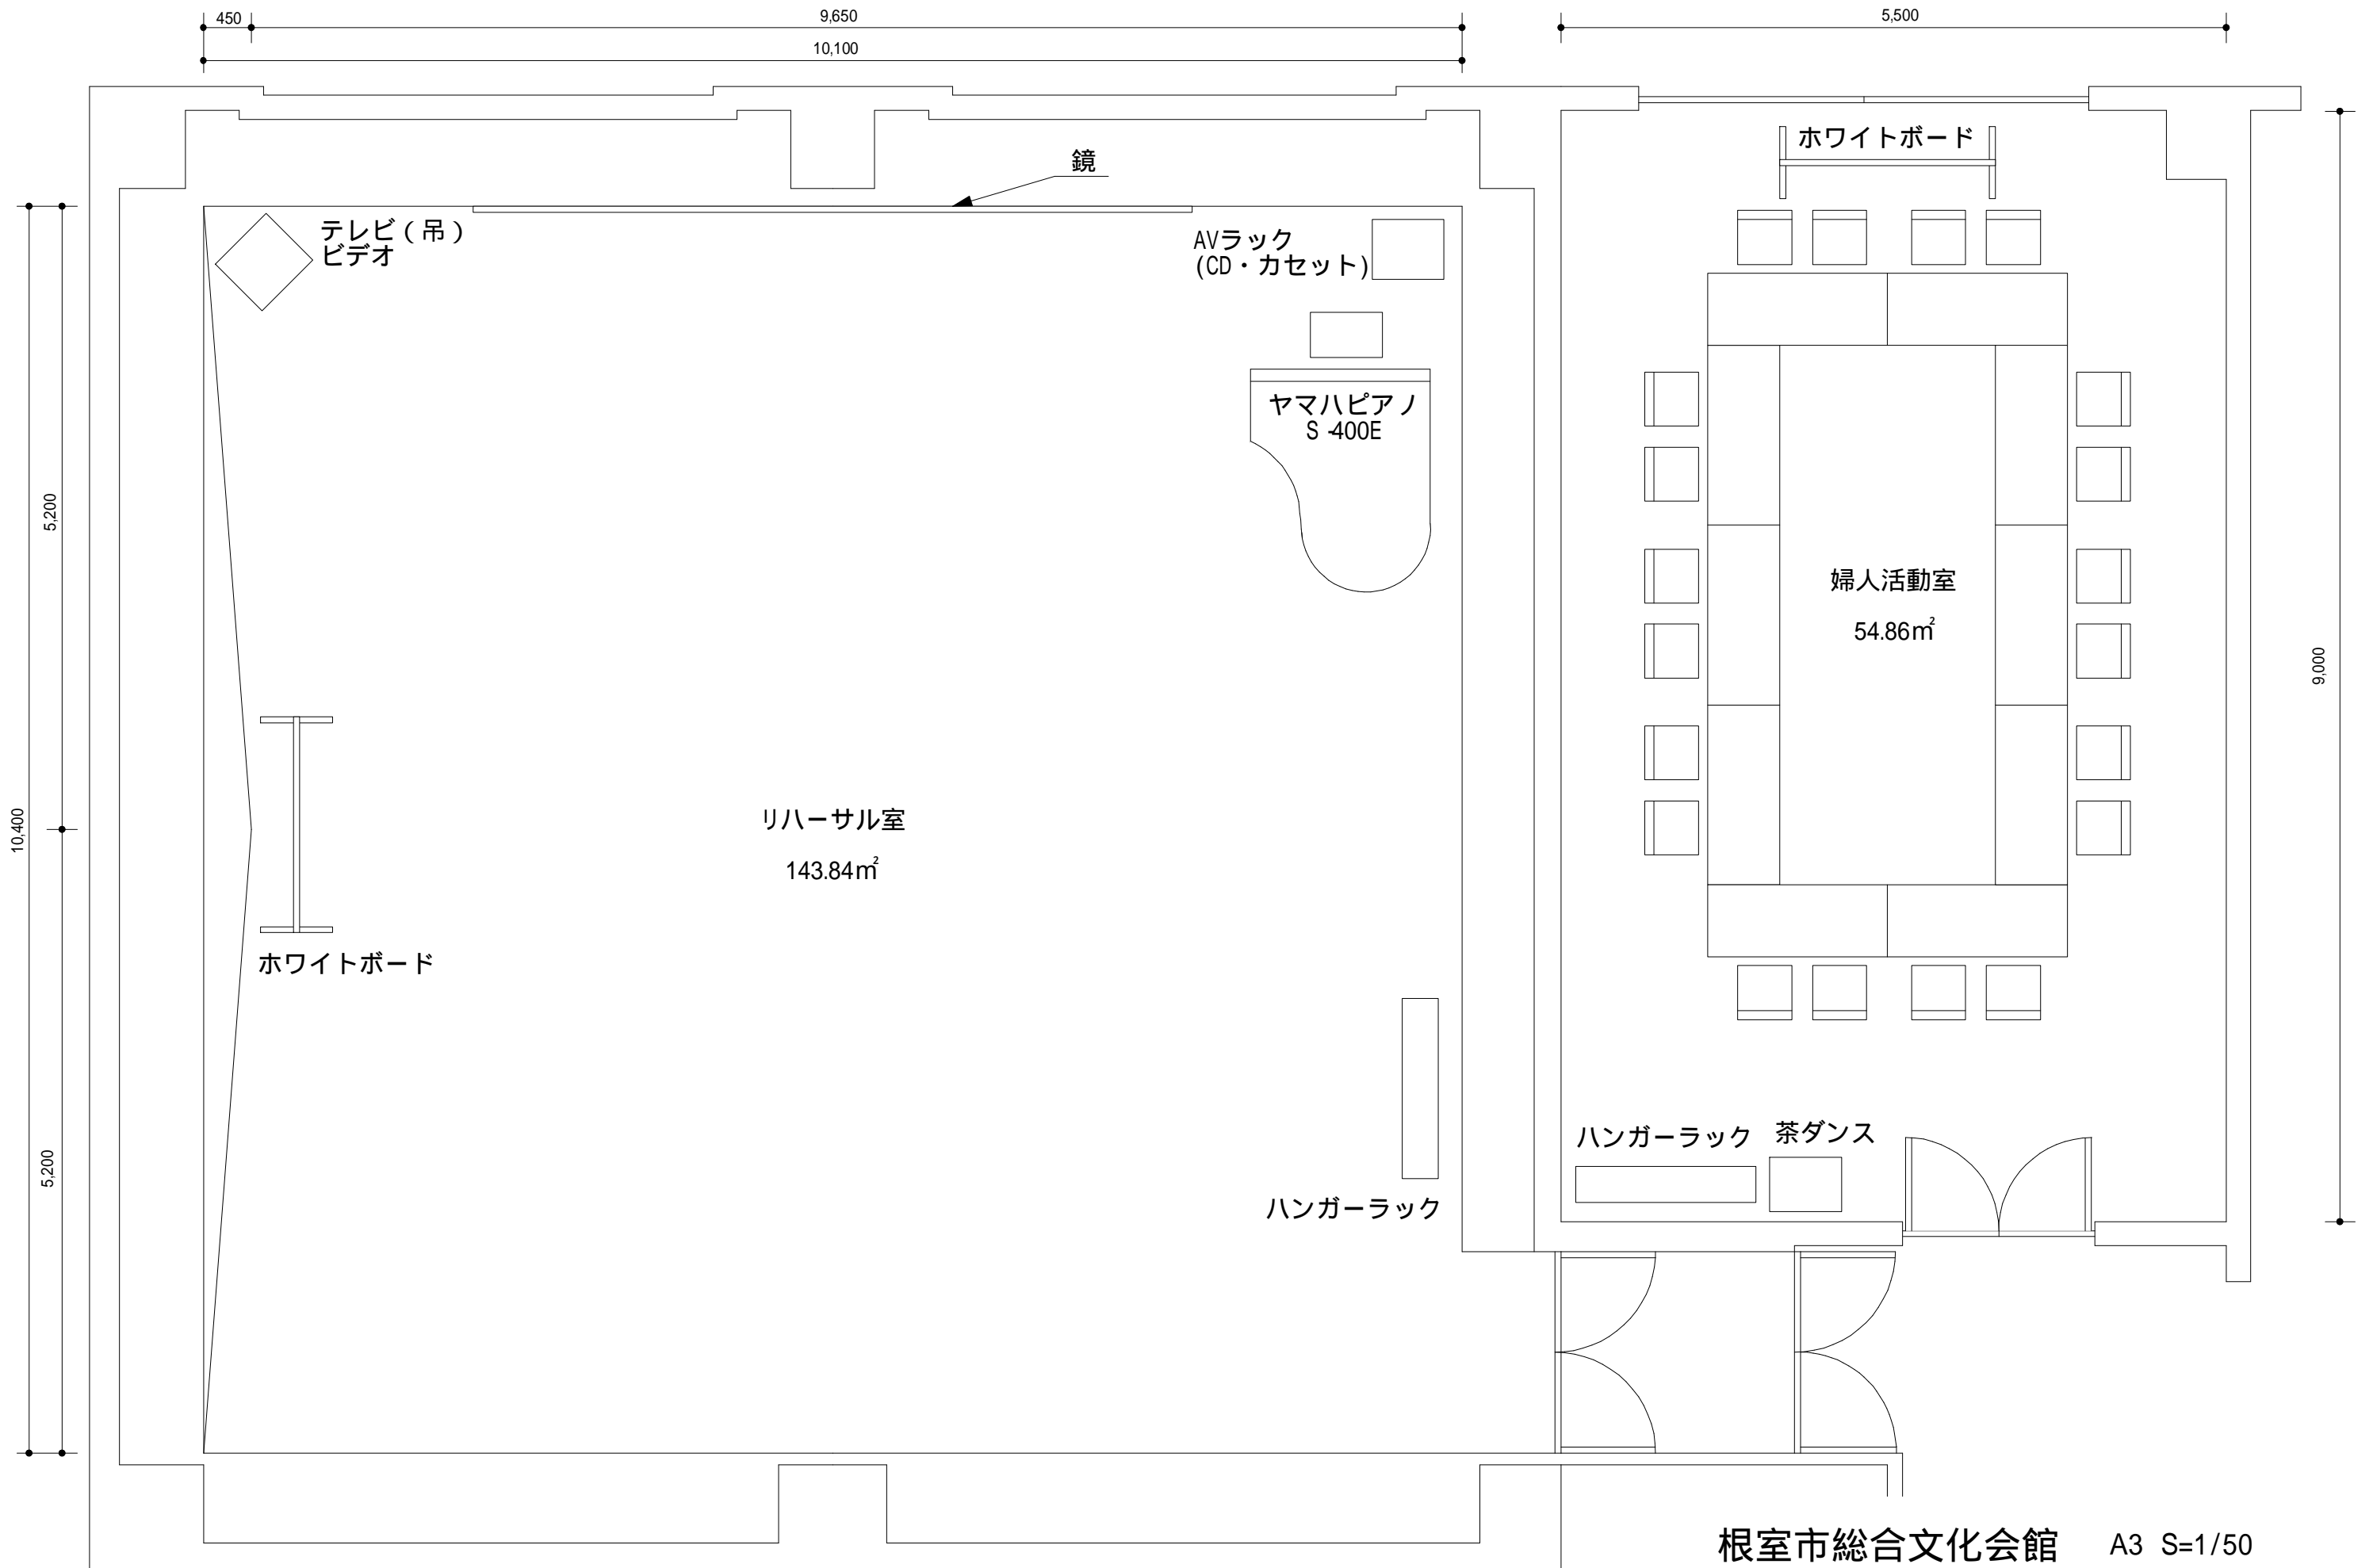 450
9,650
5,500
10,100
ホワイトボード
鏡
テレビ(吊)
ビデオ
AVラック
(CD・カセット)
ヤマハピアノ
S-400E
5,200
婦人活動室
54.86㎡
9,000
10,400
リハーサル室
143.84㎡
ホワイトボード
5,200
ハンガーラック
茶ダンス
ハンガーラック
根室市総合文化会館 A3 S=1/50